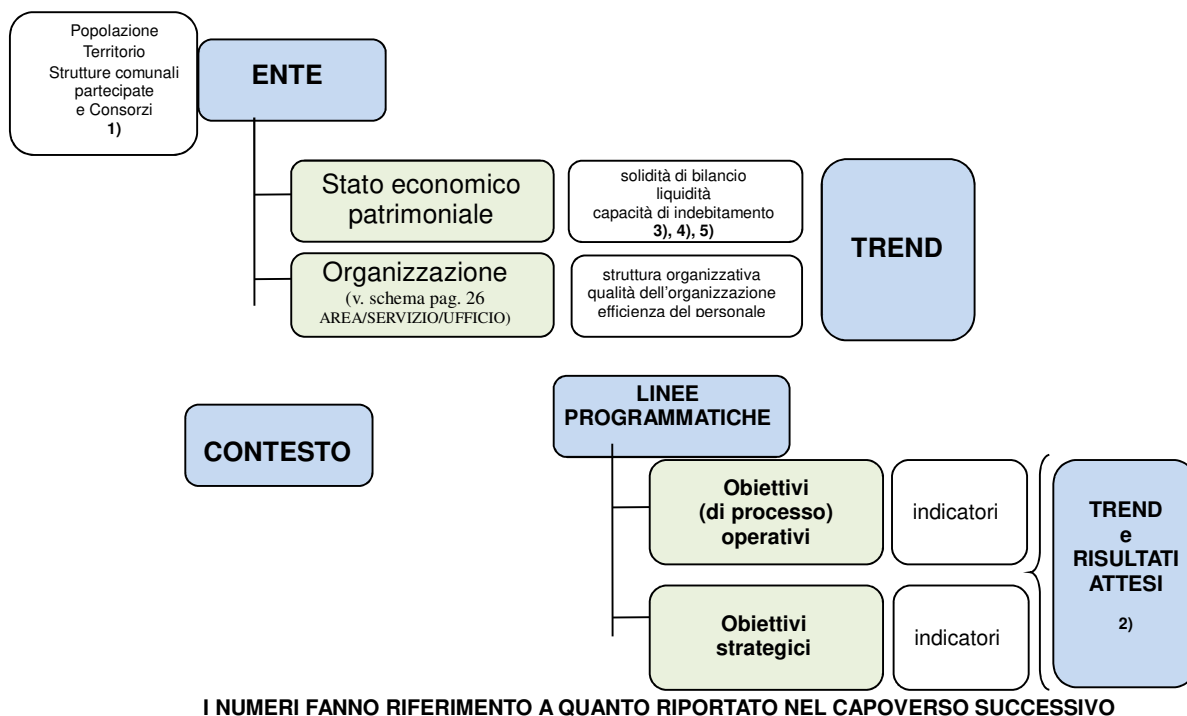 Popolazione
Territorio
Strutture comunali
partecipate
e Consorzi
1)
ENTE
Stato economico
patrimoniale
solidità di bilancio
liquidità
capacità di indebitamento
3), 4), 5)
TREND
Organizzazione
(v. schema pag. 26
AREA/SERVIZIO/UFFICIO)
struttura organizzativa
qualità dell'organizzazione
efficienza del personale
CONTESTO
LINEE
PROGRAMMATICHE
Obiettivi
(di processo)
operativi
indicatori
TREND
e
RISULTATI
ATTESI
2)
Obiettivi
strategici
indicatori
I NUMERI FANNO RIFERIMENTO A QUANTO RIPORTATO NEL CAPOVERSO SUCCESSIVO